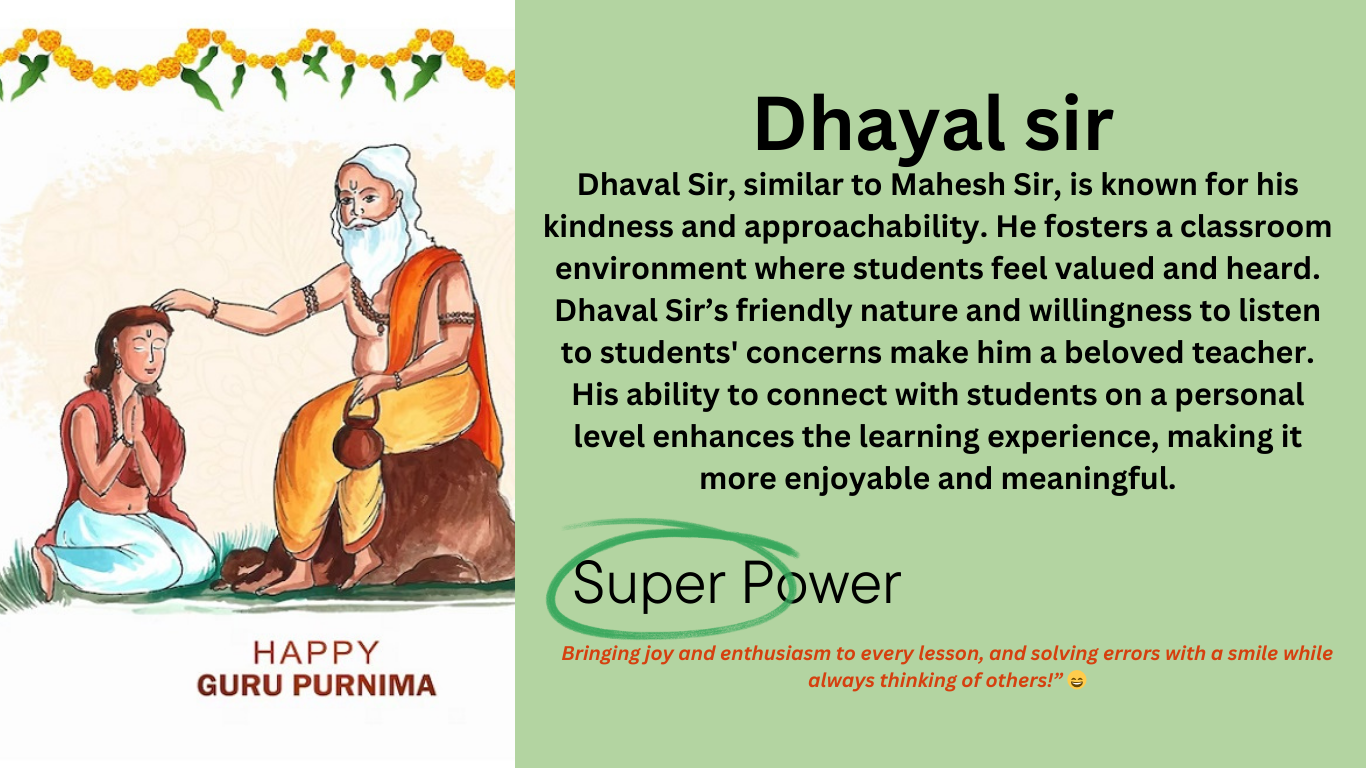 Dhayal sir
Dhaval Sir, similar to Mahesh Sir, is known for his
kindness and approachability. He fosters a classroom
environment where students feel valued and heard.
Dhaval Sir’s friendly nature and willingness to listen
to students' concerns make him a beloved teacher.
His ability to connect with students on a personal
level enhances the learning experience, making it
more enjoyable and meaningful.
Super Power
Bringing joy and enthusiasm to every lesson, and solving errors with a smile while
always thinking of others!” 😄
HAPPY
GURU PURNIMA